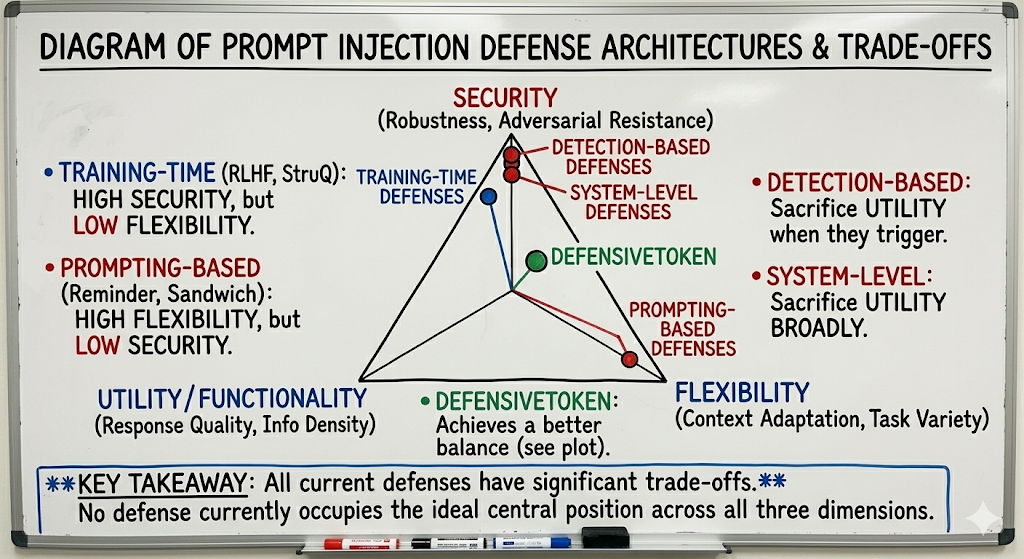 DIAGRAM OF PROMPT INJECTION DEFENSE ARCHITECTURES & TRADE-OFFS
SECURITY
(Robustness, Adversarial Resistance)
• TRAINING-TIME (RLHF, StruQ):
HIGH SECURITY, but
LOW FLEXIBILITY.
• PROMPTING-BASED
(Reminder, Sandwich):
HIGH FLEXIBILITY, but
LOW SECURITY.
TRAINING-TIME
DEFENSES
DETECTION-BASED
DEFENSES
SYSTEM-LEVEL
DEFENSES
DEFENSIVETOKEN
PROMPTING-
BASED
DEFENSES
• DETECTION-BASED:
Sacrifice UTILITY
when they trigger.
• SYSTEM-LEVEL:
Sacrifice UTILITY
BROADLY.
UTILITY/FUNCTIONALITY
(Response Quality, Info Density)
• DEFENSIVETOKEN:
Achieves a better
balance (see plot).
FLEXIBILITY
(Context Adaptation, Task Variety)
**KEY TAKEAWAY: All current defenses have significant trade-offs.**
No defense currently occupies the ideal central position across all three dimensions.